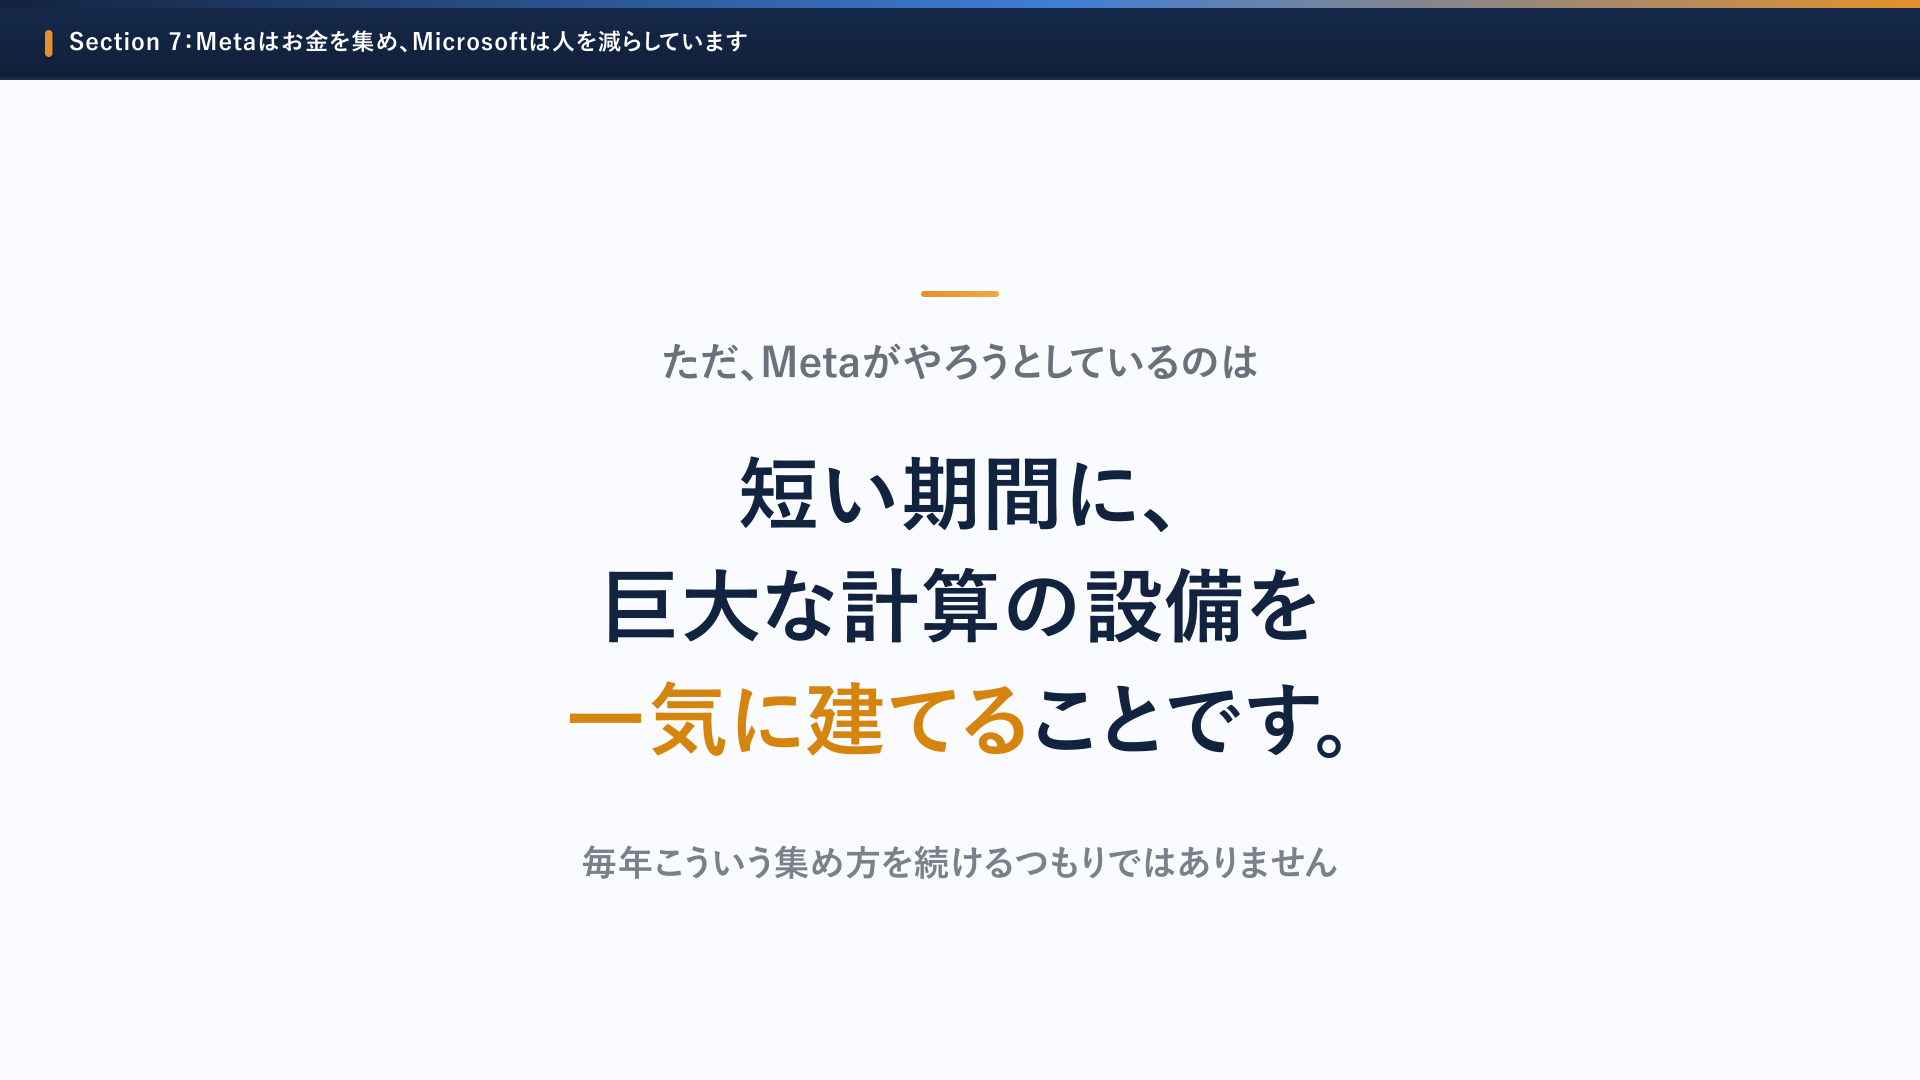 Section 7：Metaはお金を集め、Microsoftは人を減らしています
ただ、Metaがやろうとしているのは
短い期間に、
巨大な計算の設備を
一気に建てることです。
毎年こういう集め方を続けるつもりではありません